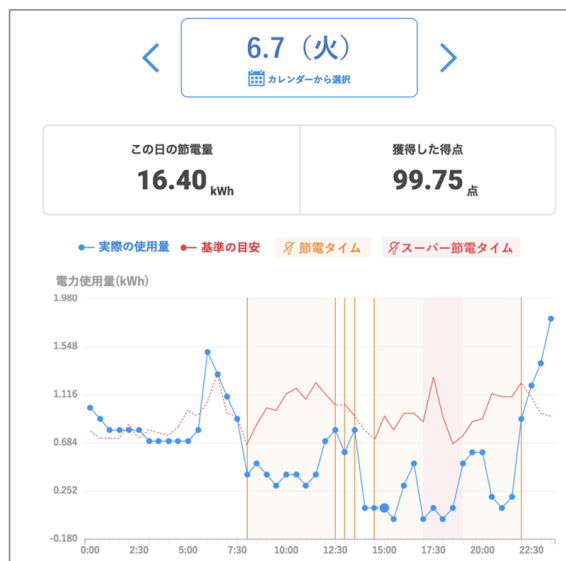 6.7（火）
カレンダーから選択
この日の節電量
獲得した得点
16.40 kWh
99.75 点
実際の使用量 基準の目安 節電タイム スーパー節電タイム
電力使用量(kWh)
1.980
1.548
1.116
0.684
0.252
-0.180
0:00 2:30 5:00 7:30 10:00 12:30 15:00 17:30 20:00 22:30